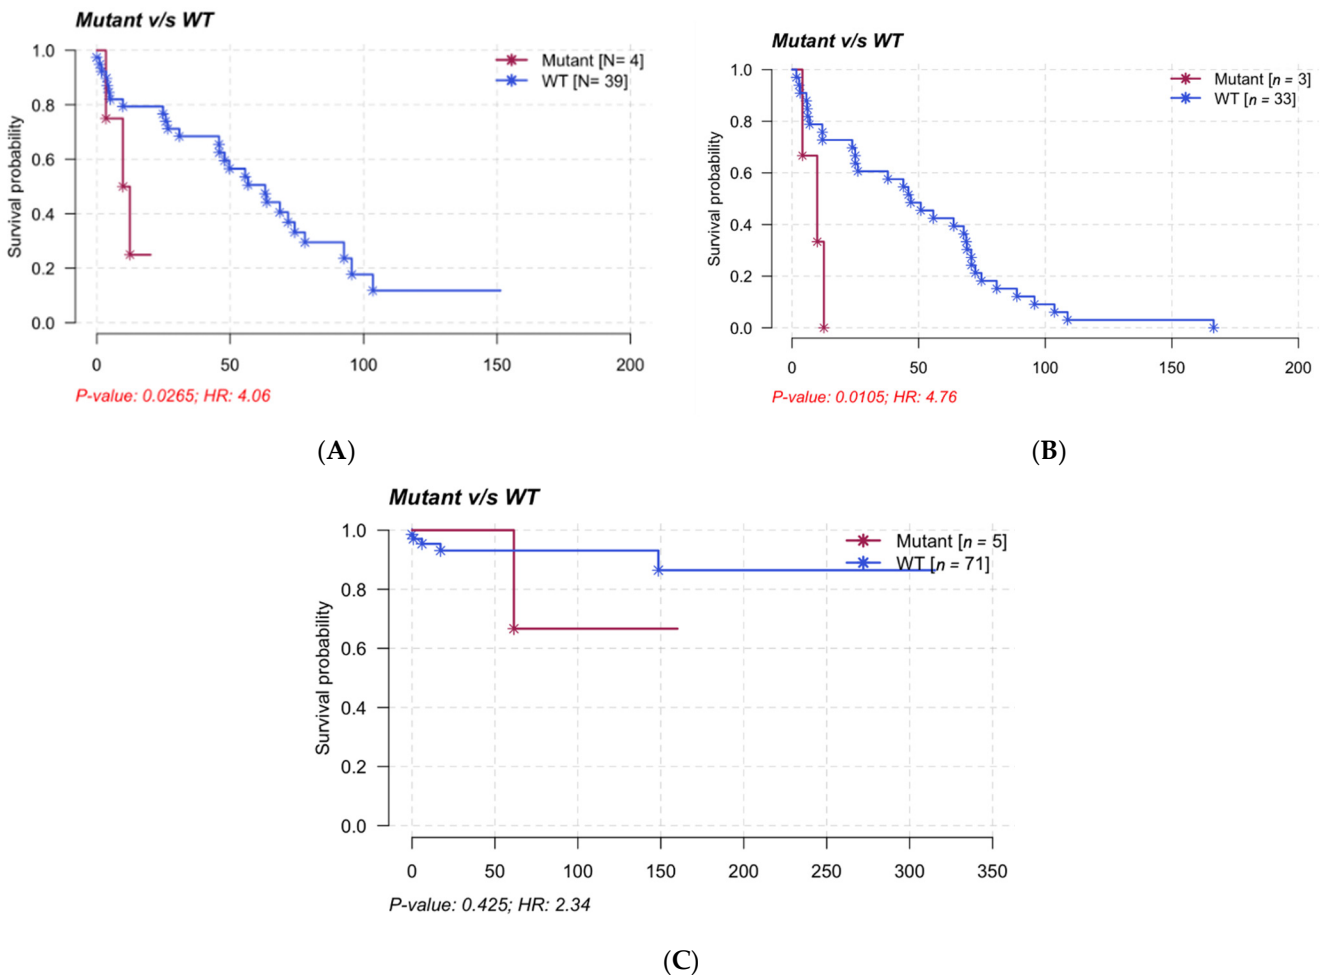 Mutant v/s WT
Mutant [N= 4]
WT [N= 39]
Survival probability
1.0
0.8
0.6
0.4
0.2
0.0
0 50 100 150 200
P-value: 0.0265; HR: 4.06
(A)
Mutant v/s WT
Mutant [n = 3]
WT [n = 33]
Survival probability
1.0
0.8
0.6
0.4
0.2
0.0
0 50 100 150 200
P-value: 0.0105; HR: 4.76
(B)
Mutant v/s WT
Mutant [n = 5]
WT [n = 71]
Survival probability
1.0
0.8
0.6
0.4
0.2
0.0
0 50 100 150 200 250 300 350
P-value: 0.425; HR: 2.34
(C)